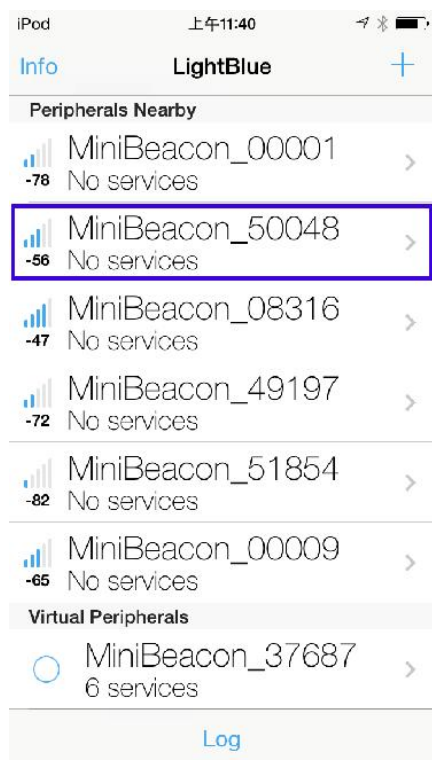 iPod 上午11:40
Info LightBlue +
Peripherals Nearby
MiniBeacon_00001
-78 No services
MiniBeacon_50048
-56 No services
MiniBeacon_08316
-47 No services
MiniBeacon_49197
-72 No services
MiniBeacon_51854
-82 No services
MiniBeacon_00009
-65 No services
Virtual Peripherals
MiniBeacon_37687
6 services
Log